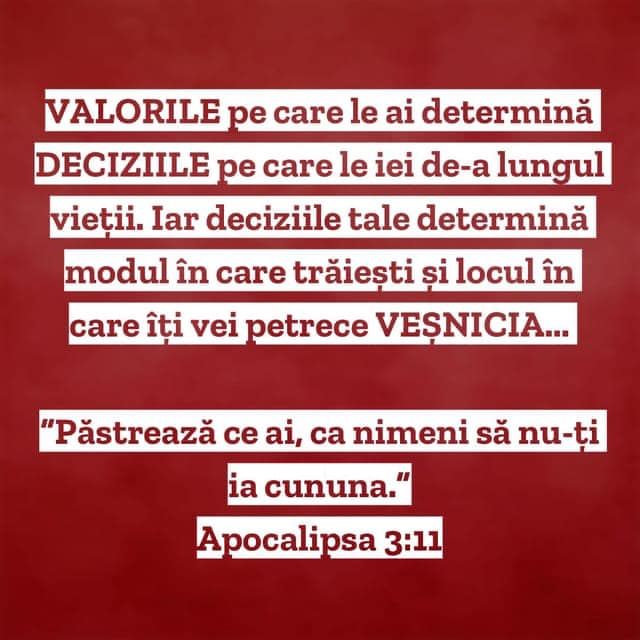 VALORILE pe care le ai determină
DECIZIILE pe care le iei de-a lungul
vieții. Iar deciziile tale determină
modul în care trăiești și locul în
care îți vei petrece VEȘNICIA...
"Păstrează ce ai, ca nimeni să nu-ți
ia cununa."
Apocalipsa 3:11